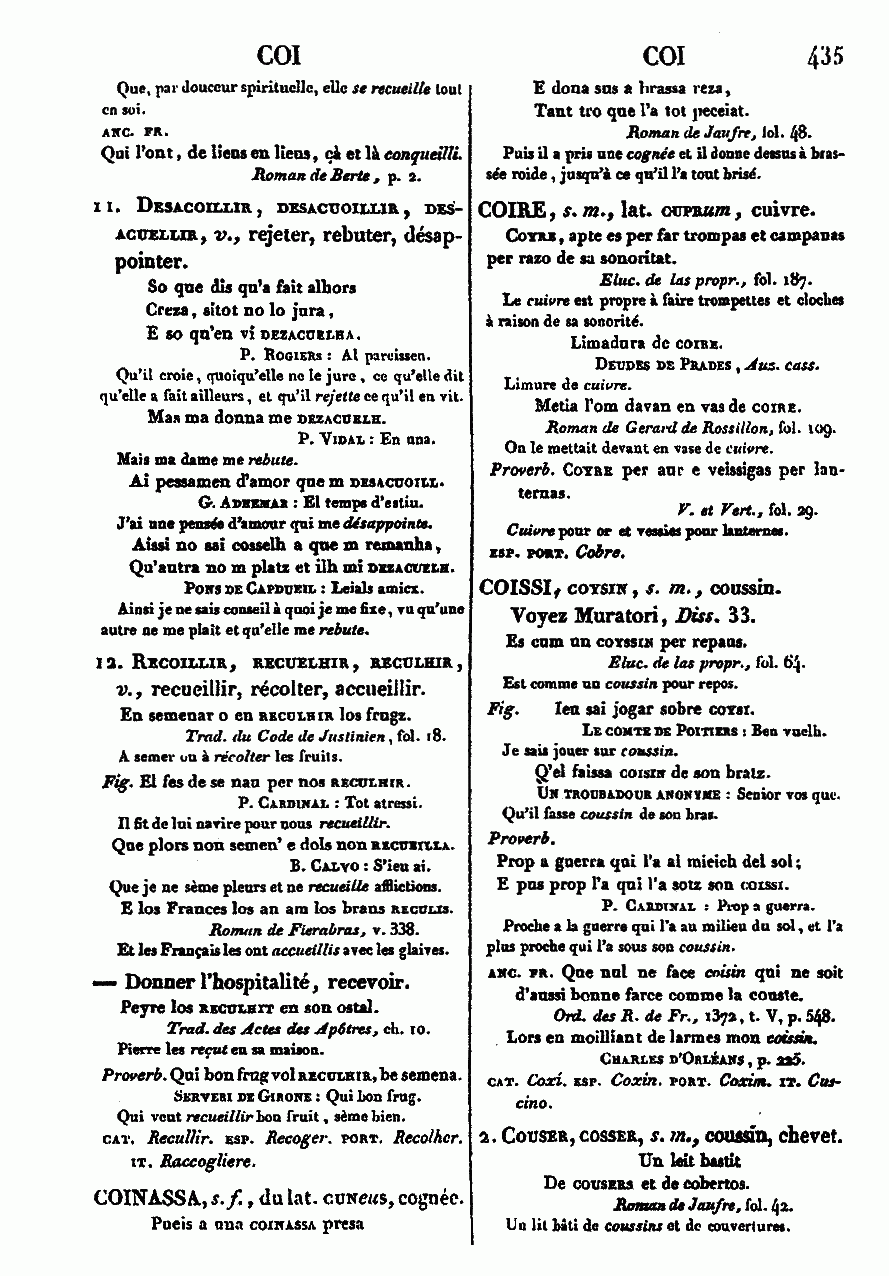 COI
Que, par douceur spirituelle, elle se recueille tout
en soi.
ANC. FR.
Qui l'ont, de liens en liens, çà et là conqueilli.
Roman de Berte, p. 2.
11. DESACOILLIR, DESACUOILLIR, DES-
ACUELLIR, v., rejeter, rebuter, désap-
pointer.
So que dis qu'a fait alhors
Creza, sitot no lo jura,
E so qu'en vi DEZACUELHA.
P. ROGIERS : Al pareissen.
Qu'il croie, quoiqu'elle ne le jure, ce qu'elle dit
qu'elle a fait ailleurs, et qu'il rejette ce qu'il en vit.
Mas ma donna me DEZACUELH.
P. VIDAL : En una.
Mais ma dame me rebute.
Ai pessamen d'amor que m DESACUOILL.
G. ADHEMAR : El temps d'estiu.
J'ai une pensée d'amour qui me désappointe.
Aissi no sai cosselh a que m remanha,
Qu'autra no m platz et ilh mi DEZACUELH.
PONS DE CAPDUEIL : Leials amicx.
Ainsi je ne sais conseil à quoi je me fixe, vu qu'une
autre ne me plait et qu'elle me rebute.
12. RECOILLIR, RECUELHIR, RECULHIR,
v., recueillir, récolter, accueillir.
En semenar o en RECULHIR los frugz.
Trad. du Code de Justinien, fol. 18.
A semer ou à récolter les fruits.
Fig. El fes de se nau per nos RECULHIR.
P. CARDINAL : Tot atressi.
Il fit de lui navire pour nous recueillir.
Que plors non semen' e dols non RECUEILLA.
B. CALVO : S'ieu ai.
Que je ne sème pleurs et ne recueille afflictions.
E los Frances los an am los brans RECULIS.
Roman de Fierabras, v. 338.
Et les Français les ont accueillis avec les glaives.
— Donner l'hospitalité, recevoir.
Peyre los RECULHIT en son ostal.
Trad. des Actes des Apôtres, ch. 10.
Pierre les reçut en sa maison.
Proverb. Qui bon frug vol RECULHIR, be semena.
SERVERI DE GIRONE : Qui bon frug.
Qui veut recueillir bon fruit, sème bien.
CAT. Recullir. ESP. Recoger. PORT. Recolher.
IT. Raccogliere.
COINASSA, s. f., du lat. CUNEUS, cognée.
Pueis a una COINASSA presa
COI 435
E dona sus a brassa reza,
Tant tro que l'a tot peceiat.
Roman de Jaufre, fol. 48.
Puis il a pris une cognée et il donne dessus à bras-
sée roide, jusqu'à ce qu'il l'a tout brisé.
COIRE, s. m., lat. CUPRUM, cuivre.
COYRE, apte es per far trompas et campanas
per razo de sa sonoritat.
Eluc. de las propr., fol. 187.
Le cuivre est propre à faire trompettes et cloches
à raison de sa sonorité.
Limadura de COIRE.
DEUDES DE PRADES, Aus. cass.
Limure de cuivre.
Metia l'om davan en vas de COIRE.
Roman de Gerard de Rossillon, fol. 109.
On le mettait devant en vase de cuivre.
Proverb. COYRE per aur e veissigas per lan-
ternas.
V. et Vert., fol. 29.
Cuivre pour or et vessies pour lanternes.
ESP. PORT. Cobre.
COISSI, COYSIN, s. m., coussin.
Voyez Muratori, Diss. 33.
Es cum un COYSSIN per repaus.
Eluc. de las propr., fol. 64.
Est comme un coussin pour repos.
Fig. Ieu sai jogar sobre COYSI.
LE COMTE DE POITIERS : Ben vuelh.
Je sais jouer sur coussin.
Q'el faissa COISIN de son bratz.
UN TROUBADOUR ANONYME : Senior vos que.
Qu'il fasse coussin de son bras.
Proverb.
Prop a guerra qui l'a al mieich del sol;
E pus prop l'a qui l'a sotz son COISSI.
P. CARDINAL : Prop a guerra.
Proche a la guerre qui l'a au milieu du sol, et l'a
plus proche qui l'a sous son coussin.
ANC. FR. Que nul ne face coisin qui ne soit
d'aussi bonne farce comme la couste.
Ord. des R. de Fr., 1372, t. V, p. 548.
Lors en moilliant de larmes mon coissin.
CHARLES D'ORLÉANS, p. 225.
CAT. Coxí. ESP. Coxin. PORT. Coxim. IT. Cus-
cino.
2. COUSER, COSSER, s. m., coussin, chevet.
Un leit bastit
De COUSERS et de cobertos.
Roman de Jaufre, fol. 42.
Un lit bâti de coussins et de couvertures.